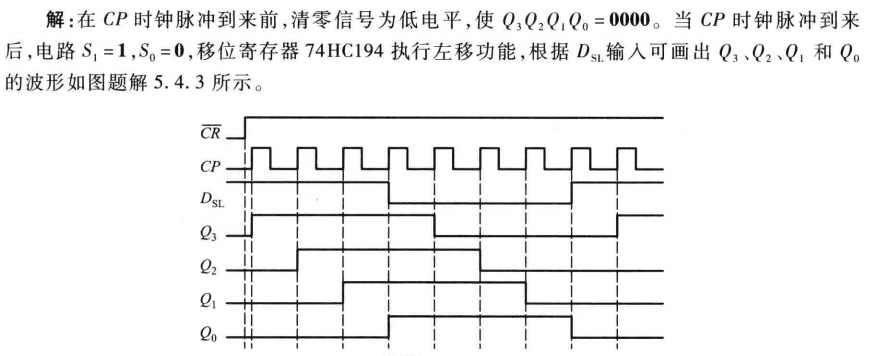 解:在 CP 时钟脉冲到来前,清零信号为低电平,使 Q₃Q₂Q₁Q₀ = 0000。当 CP 时钟脉冲到来
后,电路 S₁ = 1,S₀ = 0,移位寄存器 74HC194 执行左移功能,根据 D_SL输入可画出 Q₃、Q₂、Q₁ 和 Q₀
的波形如图题解 5.4.3 所示。
C̅R̅
CP
D_SL
Q₃
Q₂
Q₁
Q₀